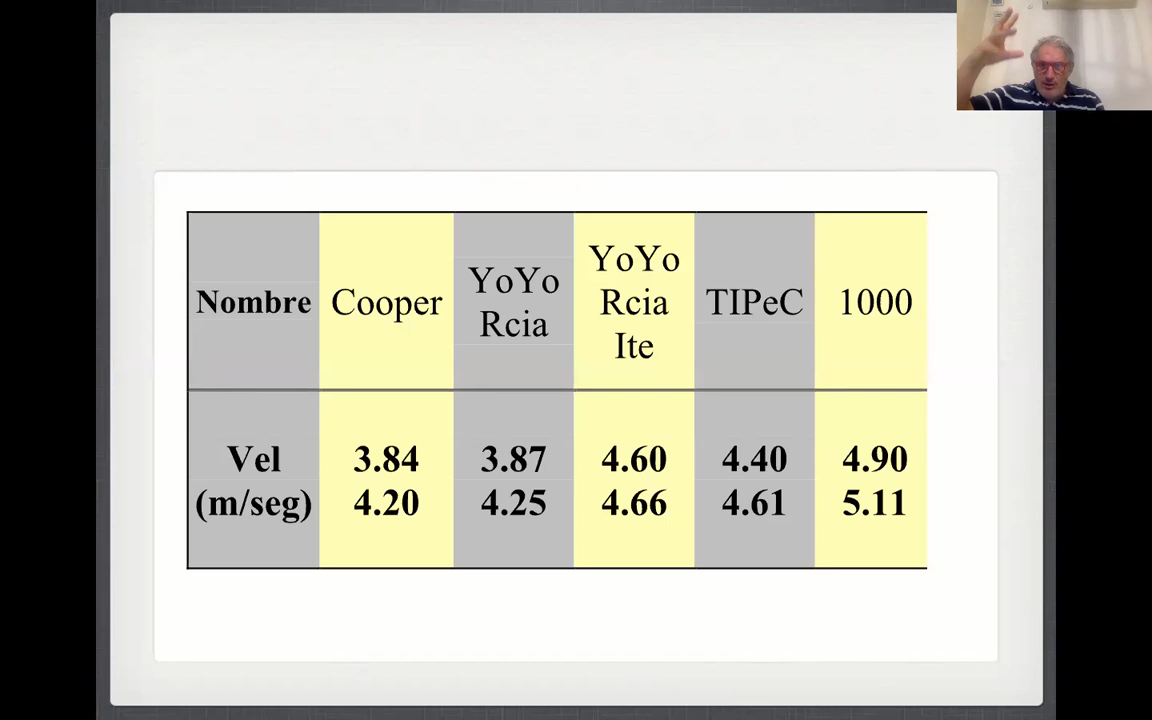 Nombre
Cooper
YoYo
Rcia
YoYo
Rcia
Ite
TIPeC
1000
Vel
(m/seg)
3.84
4.20
3.87
4.25
4.60
4.66
4.40
4.61
4.90
5.11